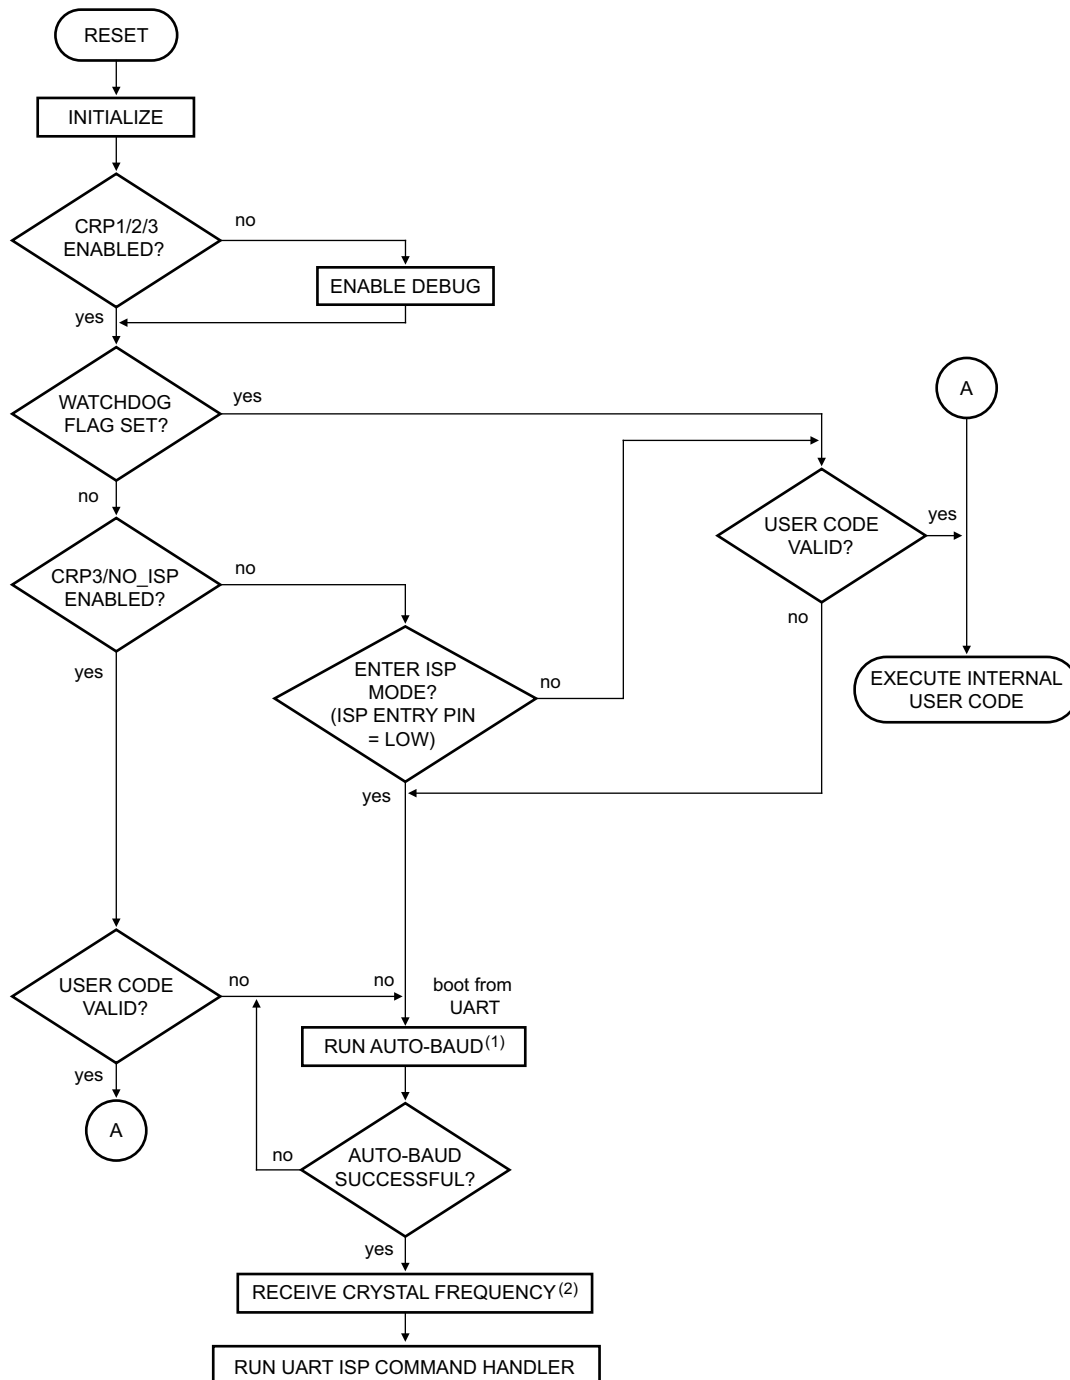 RESET
INITIALIZE
CRP1/2/3
ENABLED?
no
ENABLE DEBUG
yes
WATCHDOG
FLAG SET?
yes
A
no
USER CODE
VALID?
yes
no
CRP3/NO_ISP
ENABLED?
no
yes
ENTER ISP
MODE?
(ISP ENTRY PIN
= LOW)
no
EXECUTE INTERNAL
USER CODE
yes
USER CODE
VALID?
no
no
boot from
UART
RUN AUTO-BAUD(1)
yes
A
AUTO-BAUD
SUCCESSFUL?
no
yes
RECEIVE CRYSTAL FREQUENCY(2)
RUN UART ISP COMMAND HANDLER